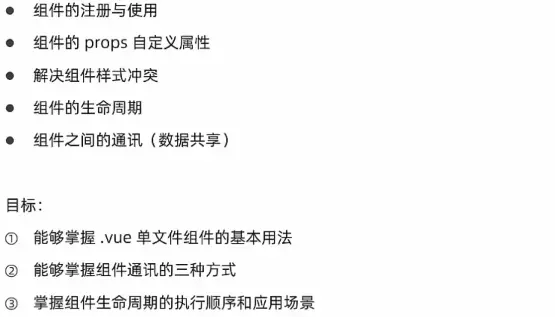 ● 组件的注册与使用
● 组件的 props 自定义属性
● 解决组件样式冲突
● 组件的生命周期
● 组件之间的通讯（数据共享）
目标：
① 能够掌握 .vue 单文件组件的基本用法
② 能够掌握组件通讯的三种方式
③ 掌握组件生命周期的执行顺序和应用场景